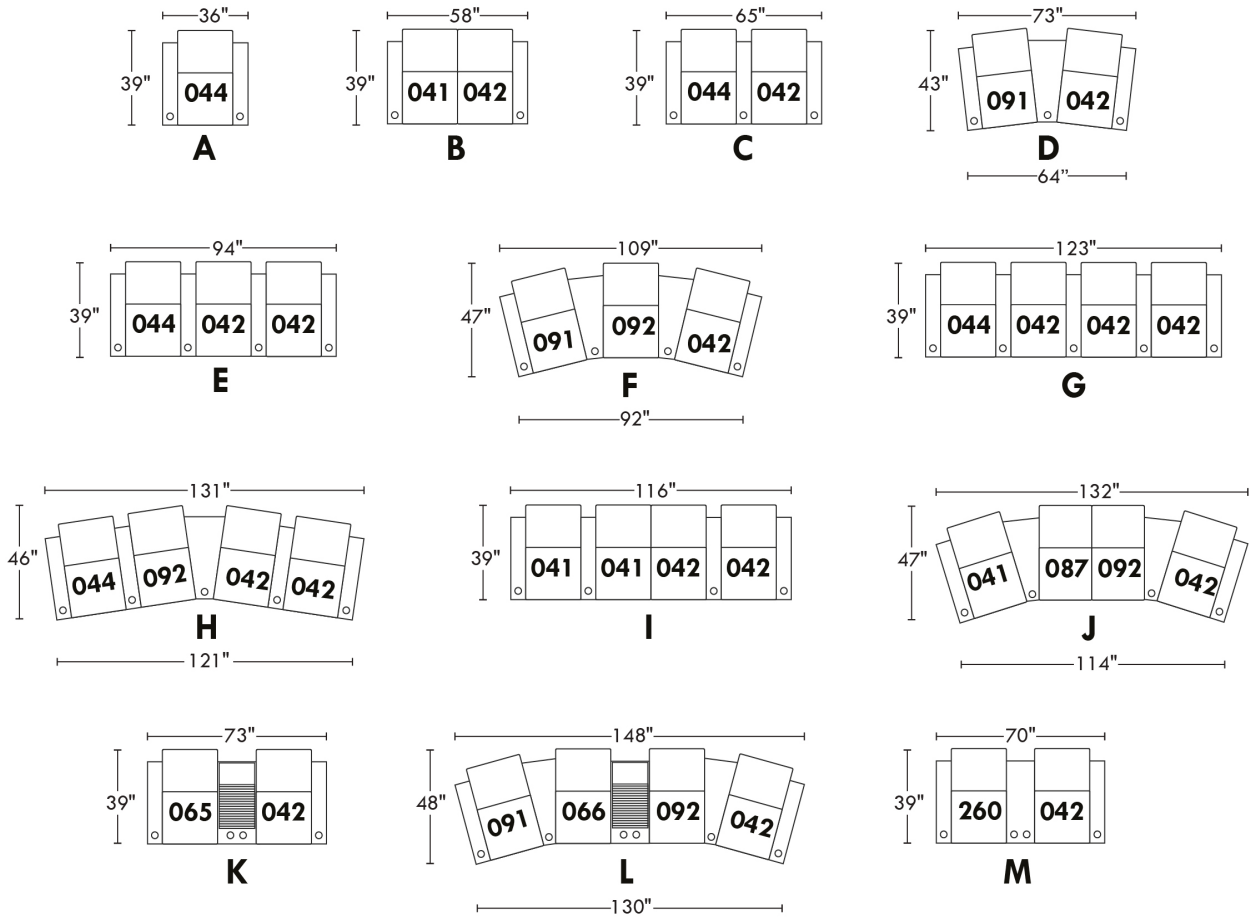 36" 58" 65" 73"
39" 044 39" 041 042 39" 044 042 43" 091 042
A B C D
64”
94" 109" 123"
39" 044 042 042 47" 091 092 042 39" 044 042 042 042
E F G
92"
131" 116" 132"
46" 044 092 042 042 39" 041 041 042 042 47" 041 087 092 042
H I J
121" 114"
73" 148" 70"
39" 065 042 48" 091 066 092 042 39" 260 042
K L M
130"